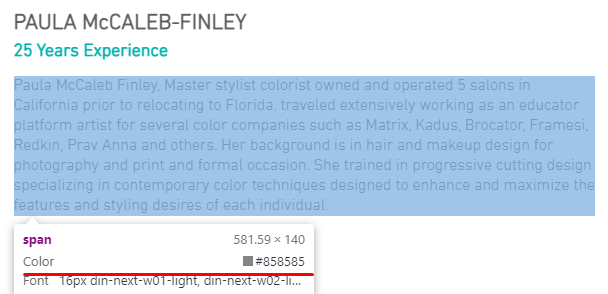 PAULA McCALEB-FINLEY
25 Years Experience
Paula McCaleb Finley, Master stylist colorist owned and operated 5 salons in
California prior to relocating to Florida. traveled extensively working as an educator
platform artist for several color companies such as Matrix, Kadus, Brocator, Framesi,
Redkin, Prav Anna and others. Her background is in hair and makeup design for
photography and print and formal occasion. She trained in progressive cutting design
specializing in contemporary color techniques designed to enhance and maximize the
features and styling desires of each individual.
span 581.59 × 140
Color #858585
Font 16px din-next-w01-light, din-next-w02-li...